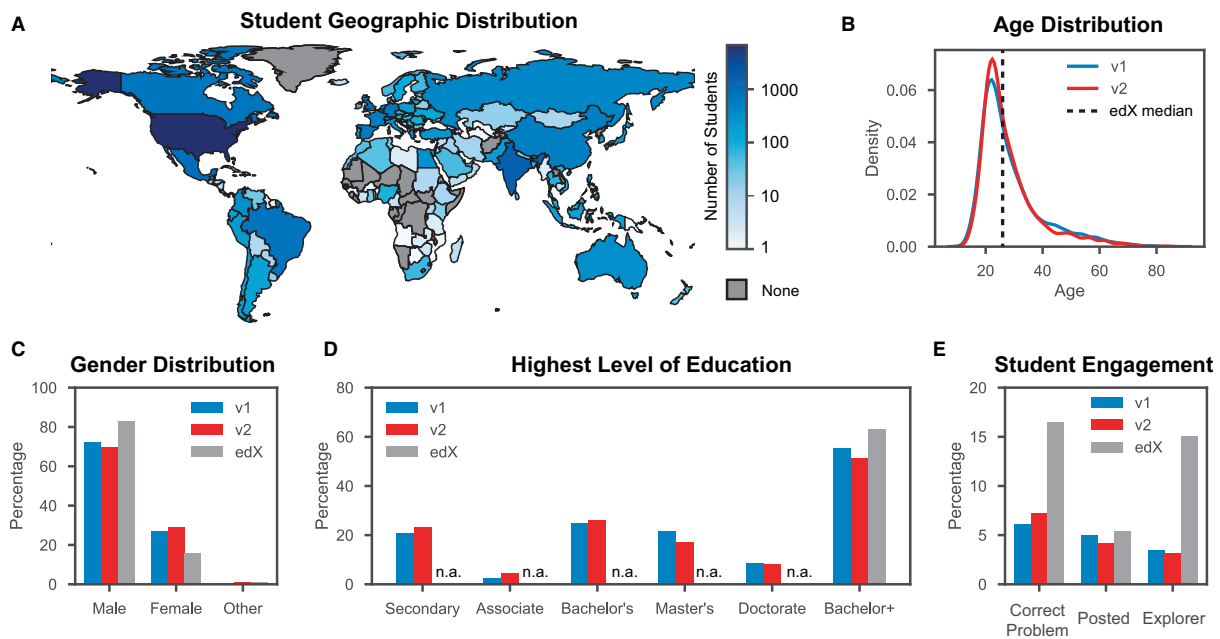 A
Student Geographic Distribution
Number of Students
1000
100
10
1
None
B
Age Distribution
v1
v2
edX median
Density
0.06
0.04
0.02
0.00
20
40
60
80
Age
C
Gender Distribution
Percentage
100
80
60
40
20
0
v1
v2
edX
Male
Female
Other
D
Highest Level of Education
Percentage
80
60
40
20
0
v1
v2
edX
n.a.
n.a.
n.a.
n.a.
n.a.
Secondary
Associate
Bachelor's
Master's
Doctorate
Bachelor+
E
Student Engagement
Percentage
20
15
10
5
0
v1
v2
edX
Correct
Problem
Posted
Explorer